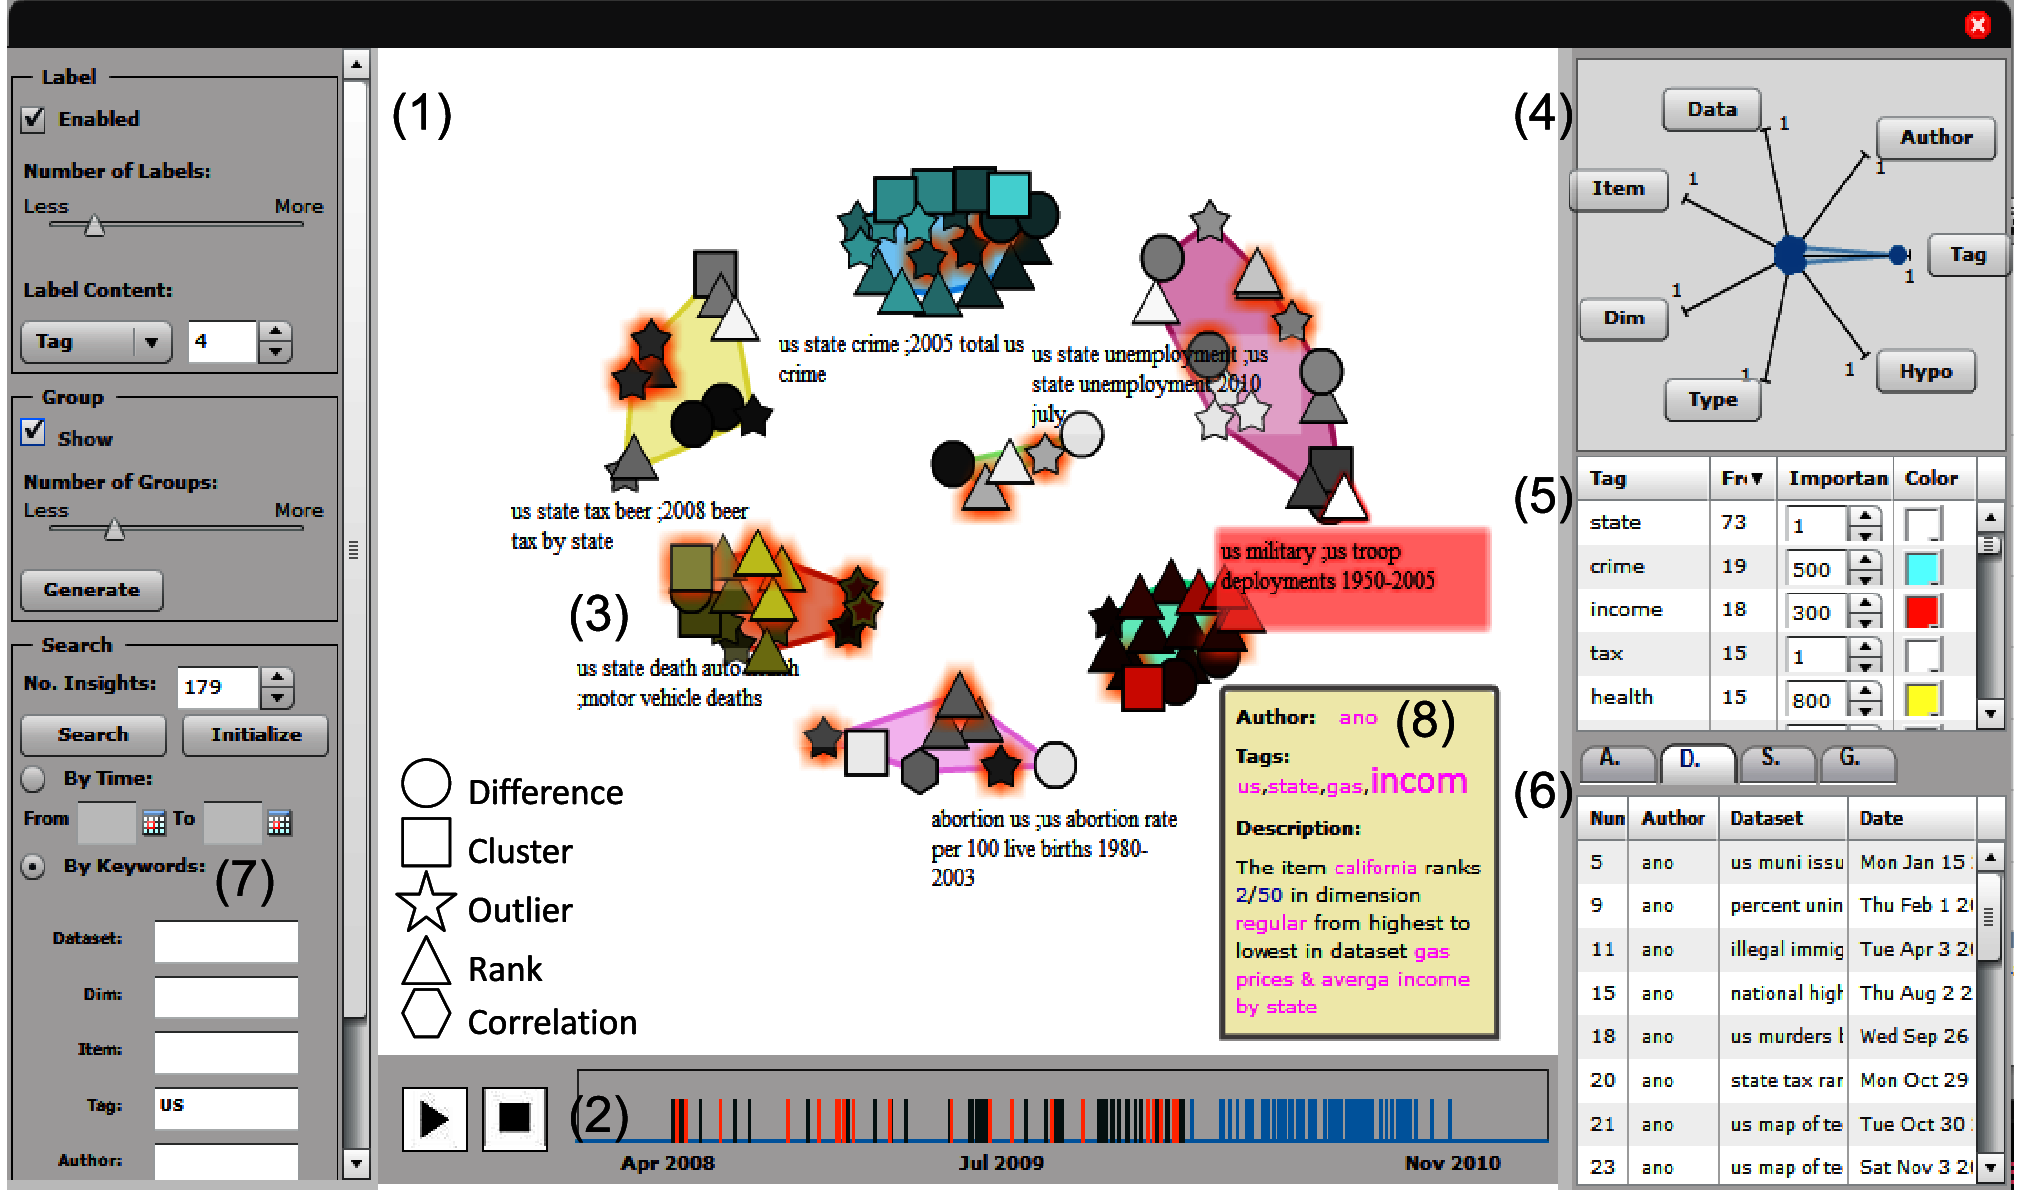 Label
Enabled
Number of Labels:
Less More
Label Content:
Tag 4
Group
Show
Number of Groups:
Less More
Generate
Search
No. Insights: 179
Search Initialize
By Time:
From To
By Keywords:
(7)
Dataset:
Dim:
Item:
Tag: US
Author:
(1)
us state crime ;2005 total us
crime
us state unemployment ;us
state unemployment 2010
july
us state tax beer ;2008 beer
tax by state
us military ;us troop
deployments 1950-2005
(3)
us state death auto
;motor vehicle deaths
abortion us ;us abortion rate
per 100 live births 1980-
2003
Difference
Cluster
Outlier
Rank
Correlation
Author: ano
(8)
Tags:
us,state,gas,incom
Description:
The item california ranks
2/50 in dimension
regular from highest to
lowest in dataset gas
prices & averga income
by state
(2)
Apr 2008 Jul 2009 Nov 2010
(4)
Data 1
Author 1
Item 1
Tag 1
Dim 1
Hypo 1
Type 1
(5)
Tag Fr Importan Color
state 73 1
crime 19 500
income 18 300
tax 15 1
health 15 800
A. D. S. G.
(6)
Nun Author Dataset Date
5 ano us muni issu Mon Jan 15
9 ano percent unin Thu Feb 1 2
11 ano illegal immig Tue Apr 3 2
15 ano national high Thu Aug 2 2
18 ano us murders Wed Sep 26
20 ano state tax ran Mon Oct 29
21 ano us map of te Tue Oct 30
23 ano us map of te Sat Nov 3 2